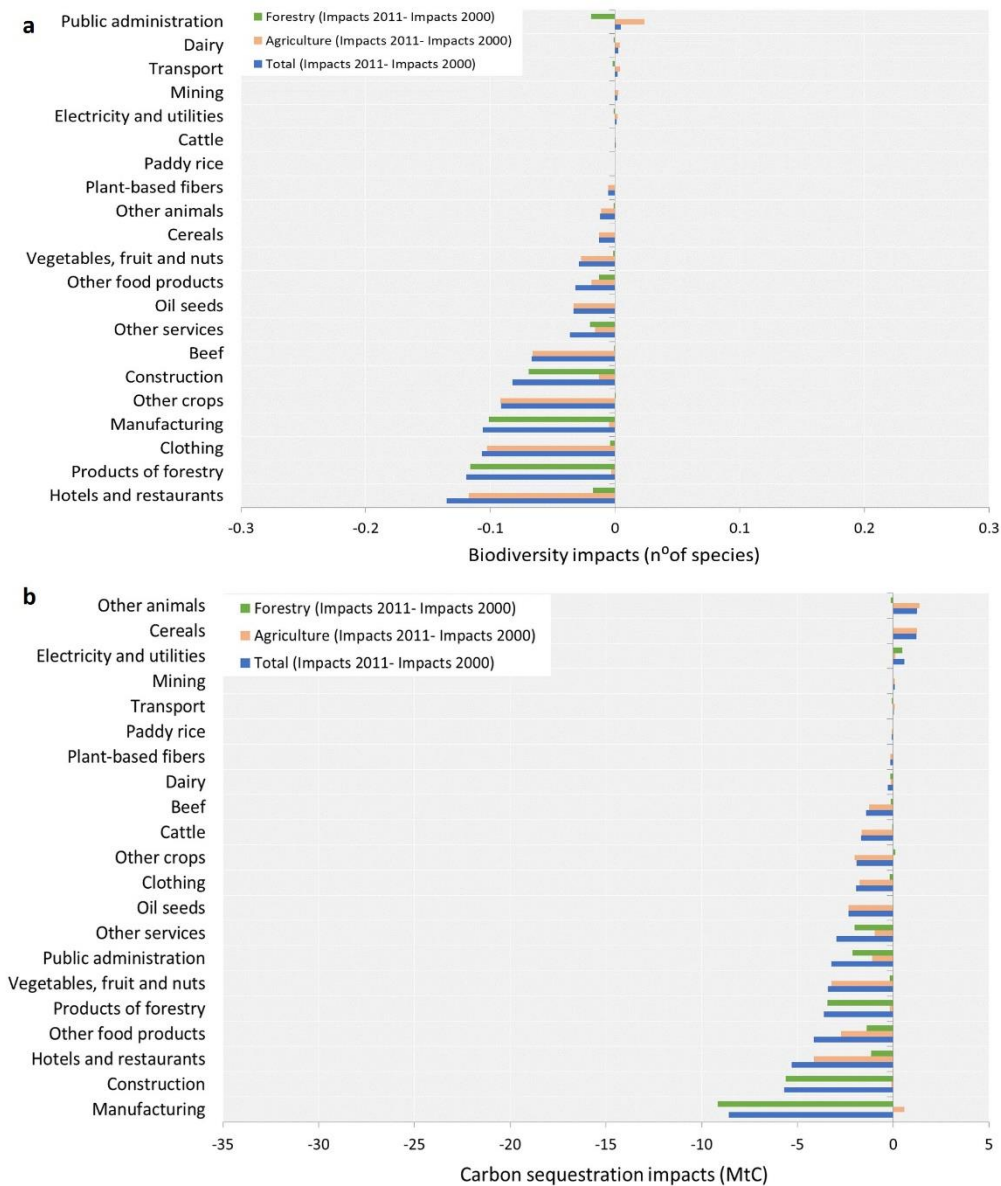 a
Public administration
Dairy
Transport
Mining
Electricity and utilities
Cattle
Paddy rice
Plant-based fibers
Other animals
Cereals
Vegetables, fruit and nuts
Other food products
Oil seeds
Other services
Beef
Construction
Other crops
Manufacturing
Clothing
Products of forestry
Hotels and restaurants
Forestry (Impacts 2011- Impacts 2000)
Agriculture (Impacts 2011- Impacts 2000)
Total (Impacts 2011- Impacts 2000)
-0.3 -0.2 -0.1 0 0.1 0.2 0.3
Biodiversity impacts (nºof species)
b
Other animals
Cereals
Electricity and utilities
Mining
Transport
Paddy rice
Plant-based fibers
Dairy
Beef
Cattle
Other crops
Clothing
Oil seeds
Other services
Public administration
Vegetables, fruit and nuts
Products of forestry
Other food products
Hotels and restaurants
Construction
Manufacturing
Forestry (Impacts 2011- Impacts 2000)
Agriculture (Impacts 2011- Impacts 2000)
Total (Impacts 2011- Impacts 2000)
-35 -30 -25 -20 -15 -10 -5 0 5
Carbon sequestration impacts (MtC)